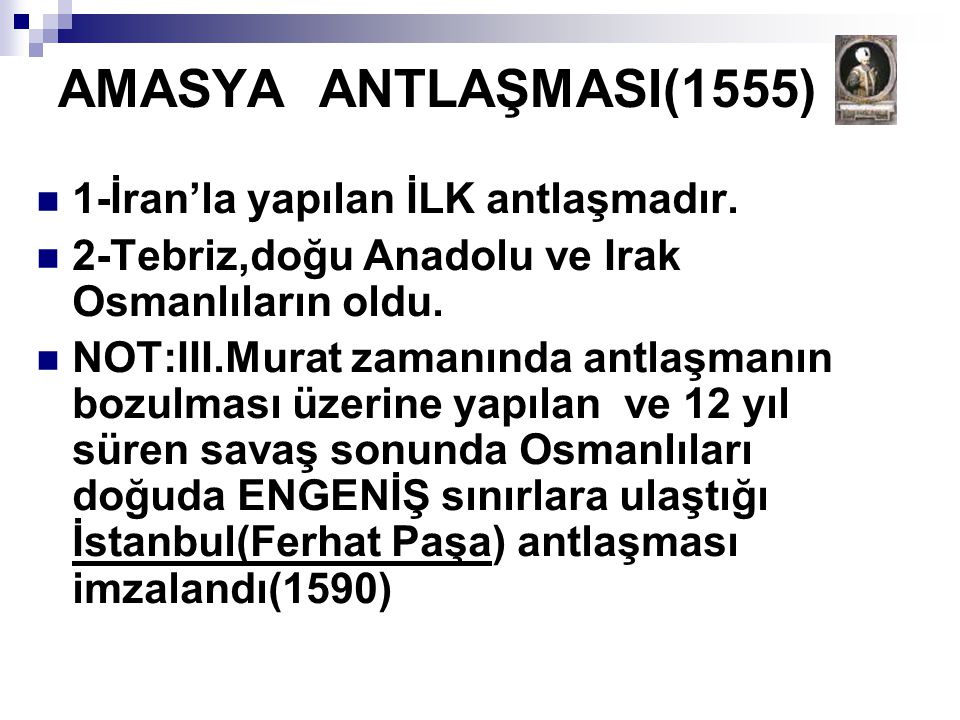 AMASYA ANTLAŞMASI(1555)
1-İran’la yapılan İLK antlaşmadır.
2-Tebriz,doğu Anadolu ve Irak
Osmanlıların oldu.
NOT:III.Murat zamanında antlaşmanın
bozulması üzerine yapılan ve 12 yıl
süren savaş sonunda Osmanlıları
doğuda ENGENİŞ sınırlara ulaştığı
İstanbul(Ferhat Paşa) antlaşması
imzalandı(1590)